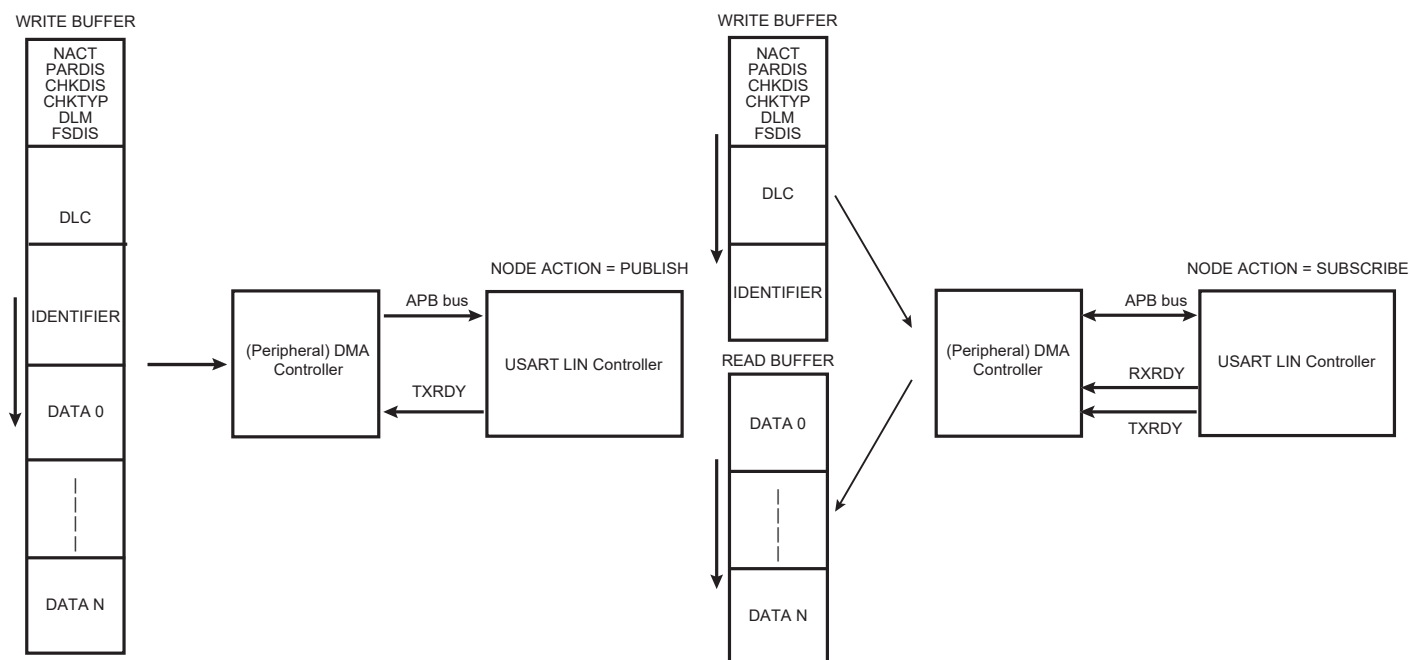 WRITE BUFFER
NACT
PARDIS
CHKDIS
CHKTYP
DLM
FSDIS
DLC
IDENTIFIER
DATA 0
DATA N
(Peripheral) DMA
Controller
APB bus
TXRDY
NODE ACTION = PUBLISH
USART LIN Controller
WRITE BUFFER
NACT
PARDIS
CHKDIS
CHKTYP
DLM
FSDIS
DLC
IDENTIFIER
READ BUFFER
DATA 0
DATA N
(Peripheral) DMA
Controller
APB bus
RXRDY
TXRDY
NODE ACTION = SUBSCRIBE
USART LIN Controller